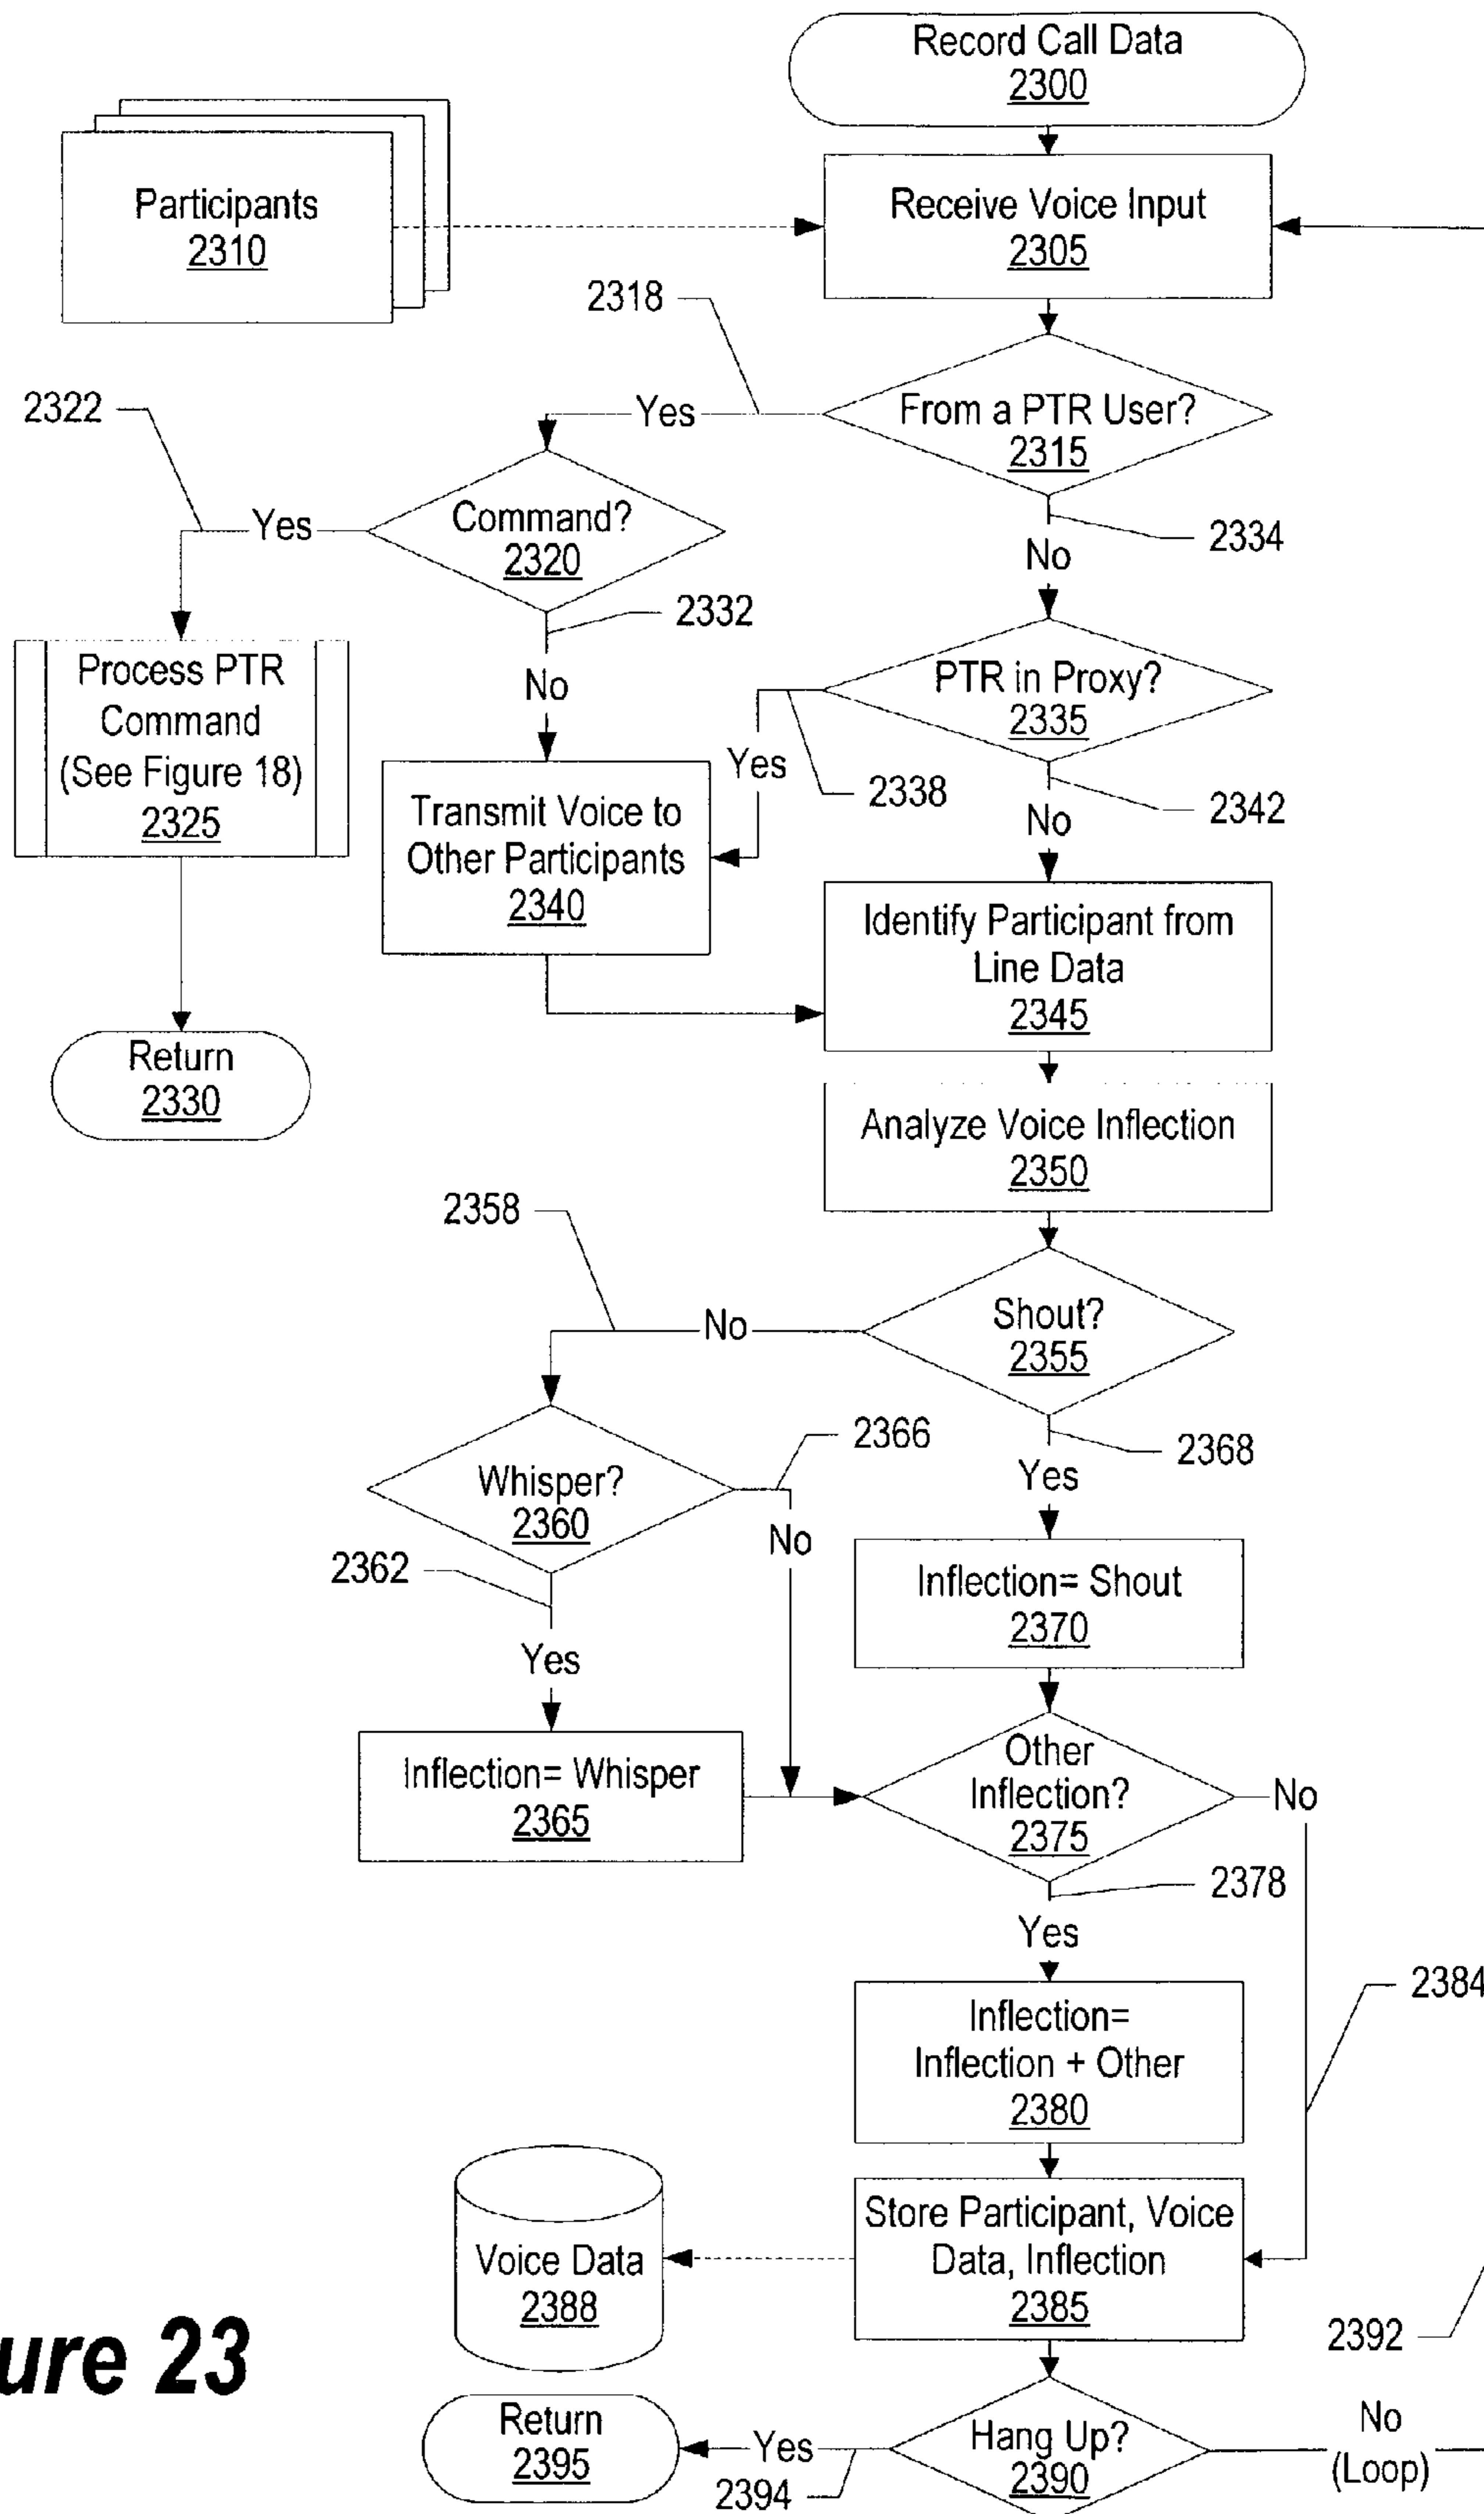 Record Call Data
2300
Participants
2310
Receive Voice Input
2305
2318
2322
Yes
From a PTR User?
2315
Yes
Command?
2320
2334
No
2332
Process PTR
Command
(See Figure 18)
2325
No
PTR in Proxy?
2335
Yes
2338
2342
No
Transmit Voice to
Other Participants
2340
Identify Participant from
Line Data
2345
Return
2330
Analyze Voice Inflection
2350
2358
No
Shout?
2355
2366
2368
Whisper?
2360
Yes
No
2362
Inflection= Shout
2370
Yes
Other
Inflection?
2375
No
Inflection= Whisper
2365
2378
Yes
2384
Inflection=
Inflection + Other
2380
Store Participant, Voice
Data, Inflection
2385
Voice Data
2388
2392
ure 23
Return
2395
Yes
2394
Hang Up?
2390
No
(Loop)